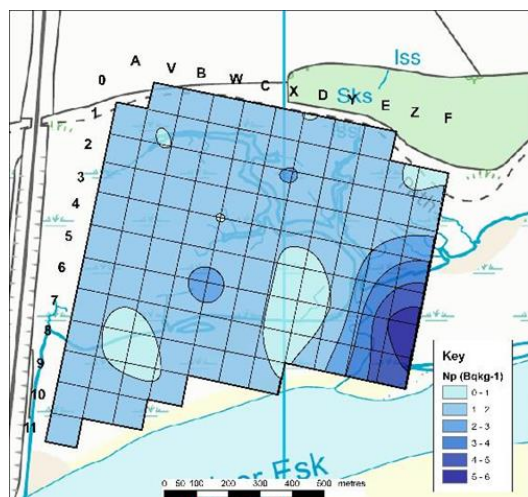 Iss
0 A V B W C X D Y E Z F
Sks
Iss
1
2
3
4
5
6
7
8
9
10
11
Key
Np (Bqkg-1)
0 - 1
1 - 2
2 - 3
3 - 4
4 - 5
5 - 6
Esk
0 50 100 200 300 400 500 metres